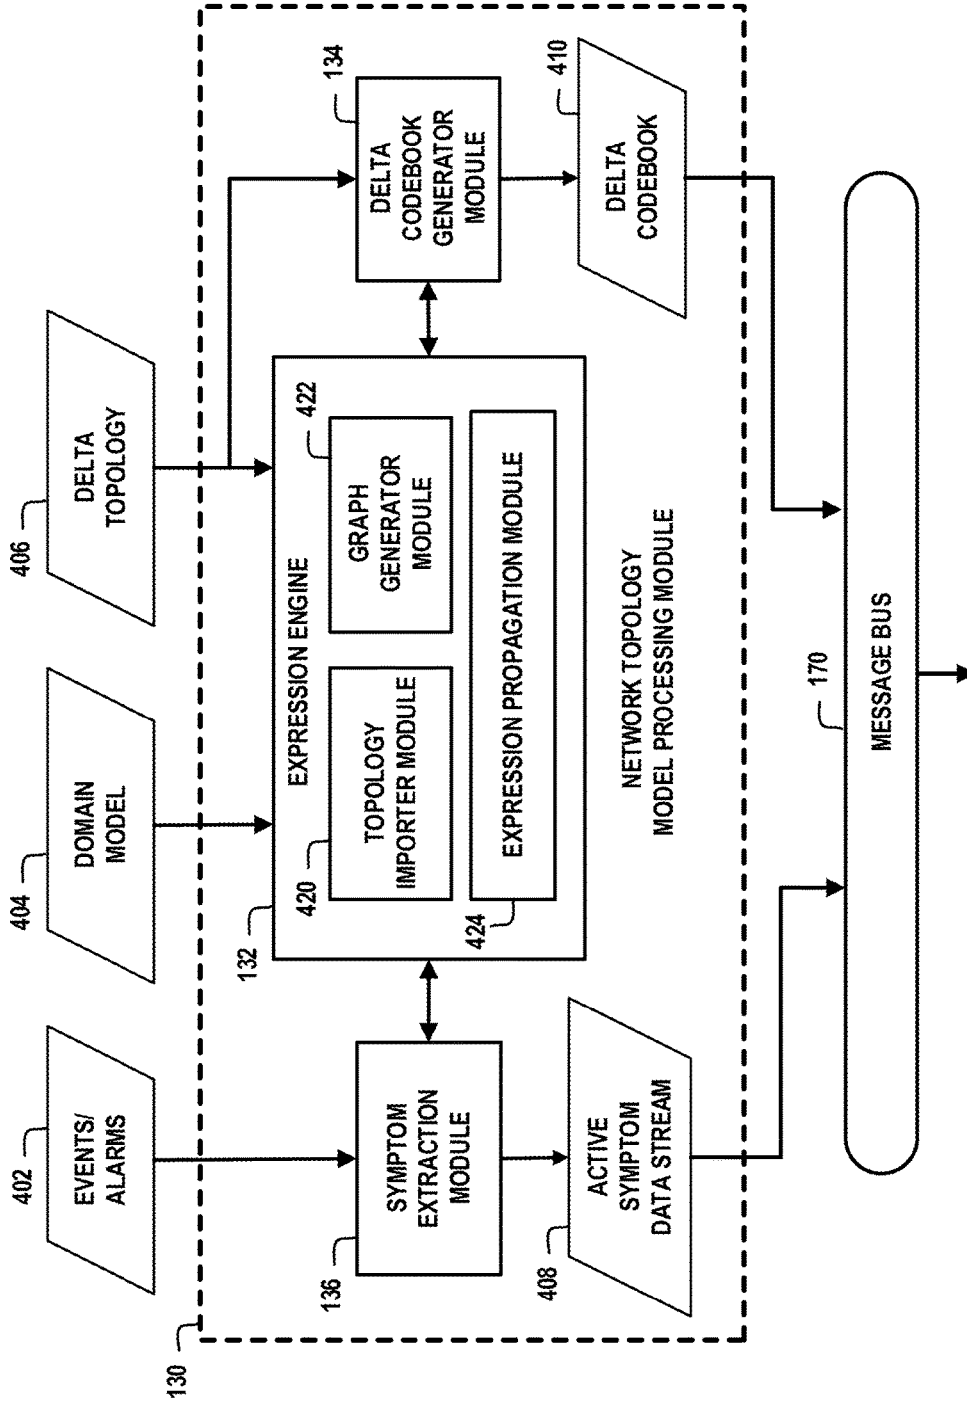 402
EVENTS/
ALARMS
404
DOMAIN
MODEL
406
DELTA
TOPOLOGY
130
132
EXPRESSION ENGINE
136
SYMPTOM
EXTRACTION
MODULE
420
TOPOLOGY
IMPORTER MODULE
422
GRAPH
GENERATOR
MODULE
424
EXPRESSION PROPAGATION MODULE
134
DELTA
CODEBOOK
GENERATOR
MODULE
408
ACTIVE
SYMPTOM
DATA STREAM
NETWORK TOPOLOGY
MODEL PROCESSING MODULE
410
DELTA
CODEBOOK
170
MESSAGE BUS